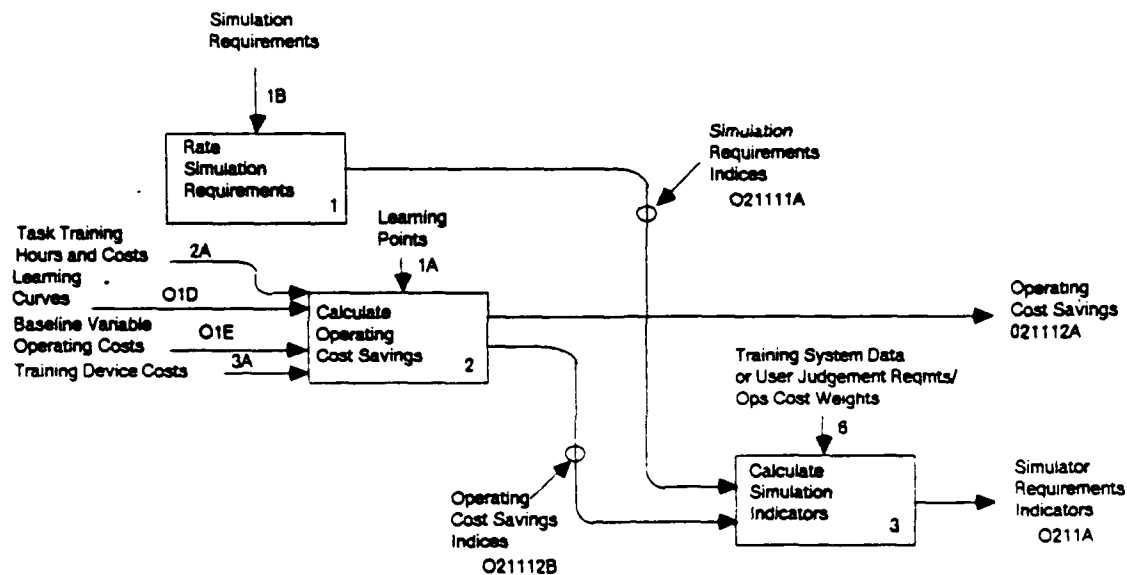 Simulation
Requirements
1B
Rate
Simulation
Requirements
1
Simulation
Requirements
Indices
O21111A
Task Training
Hours and Costs
2A
Learning
Curves
O1D
Baseline Variable
Operating Costs
O1E
Training Device Costs
3A
Learning
Points
1A
Calculate
Operating
Cost Savings
2
Operating
Cost Savings
021112A
Training System Data
or User Judgement Reqmts/
Ops Cost Weights
6
Operating
Cost Savings
Indices
O21112B
Calculate
Simulation
Indicators
3
Simulator
Requirements
Indicators
O211A